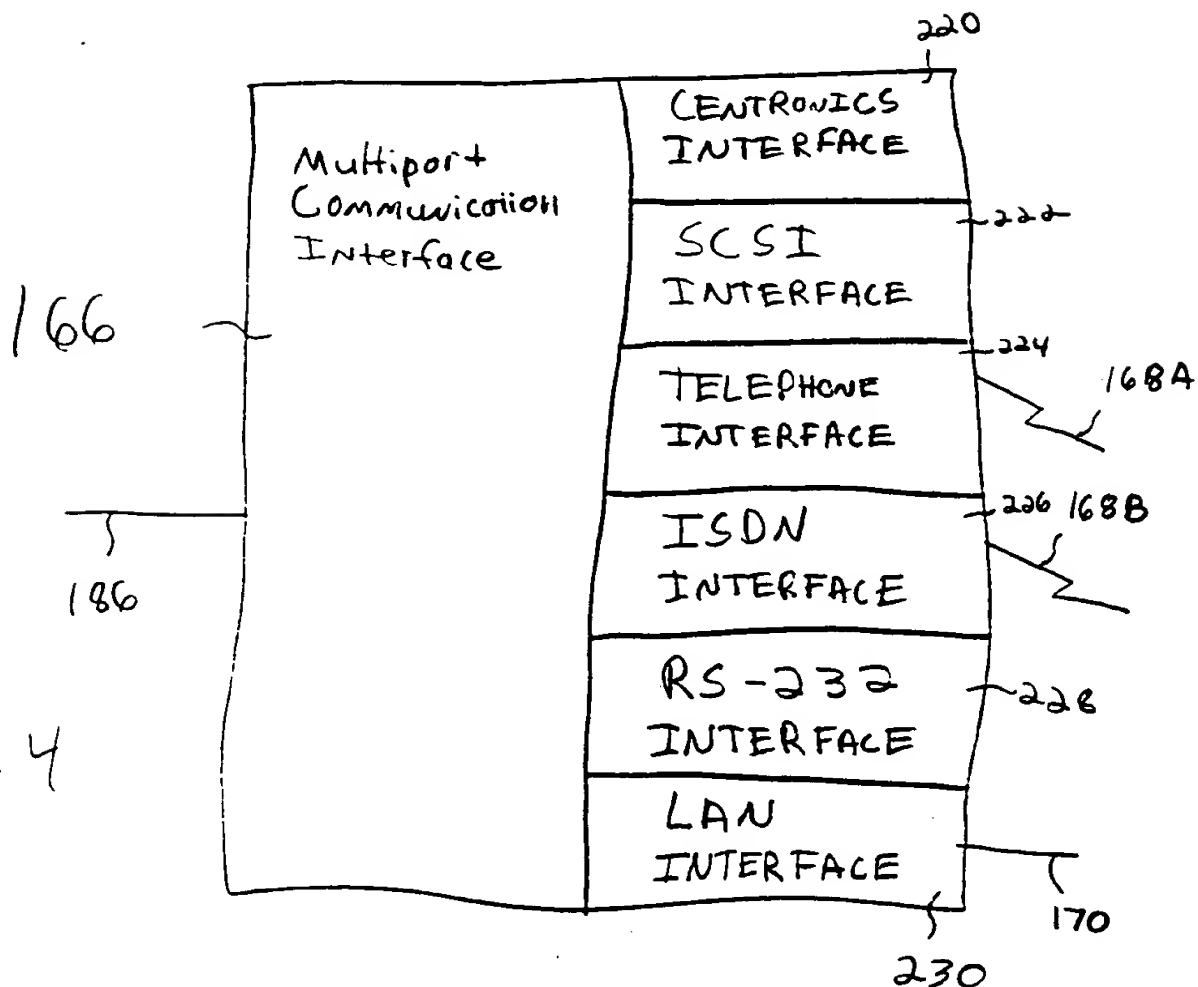 220
CENTRONICS
INTERFACE
Multiport
Communication
Interface
222
SCSI
INTERFACE
166
224
168A
TELEPHONE
INTERFACE
226 168B
ISDN
INTERFACE
186
RS-232
INTERFACE
228
4
LAN
INTERFACE
170
230